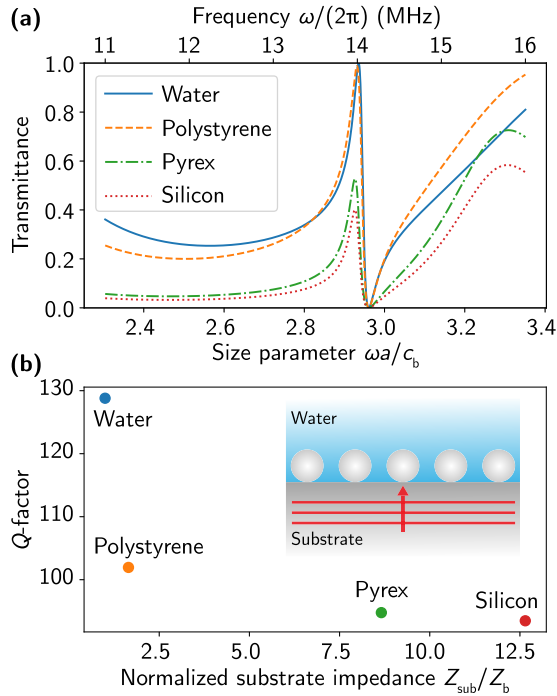 (a)
Frequency ω/(2π) (MHz)
11 12 13 14 15 16
1.0
0.8
0.6
0.4
0.2
0.0
Transmittance
Water
Polystyrene
Pyrex
Silicon
2.4 2.6 2.8 3.0 3.2 3.4
Size parameter ωa/c_b
(b)
130
120
110
100
Q-factor
Water
Polystyrene
Pyrex
Silicon
Water
Substrate
2.5 5.0 7.5 10.0 12.5
Normalized substrate impedance Z_sub/Z_b